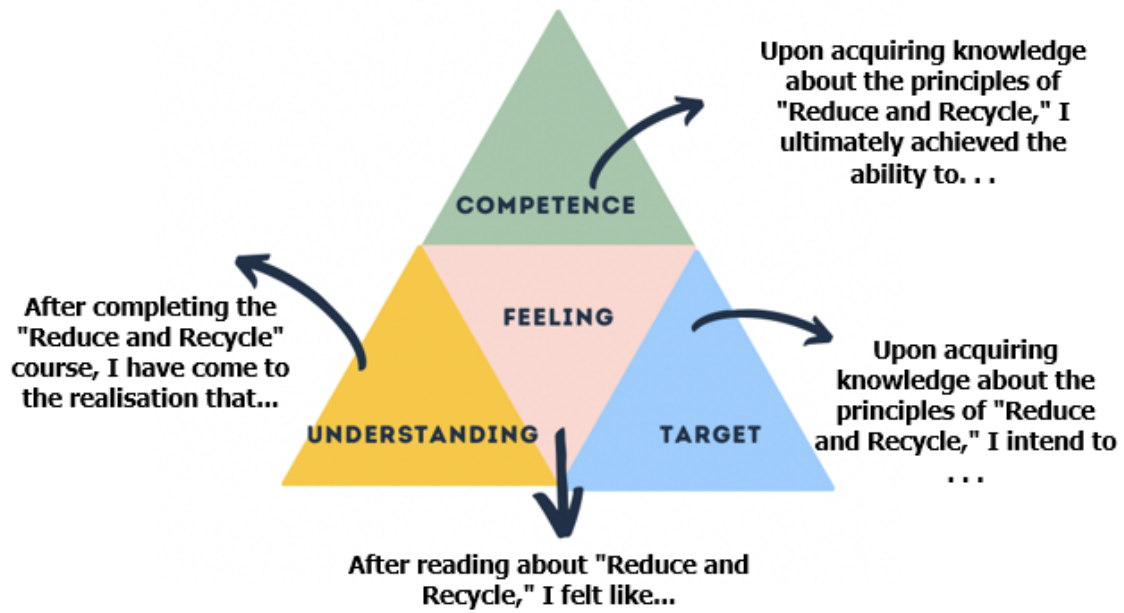 Upon acquiring knowledge
about the principles of
"Reduce and Recycle," I
ultimately achieved the
ability to. . .
COMPETENCE
After completing the
"Reduce and Recycle"
course, I have come to
the realisation that...
FEELING
Upon acquiring
knowledge about the
principles of "Reduce
and Recycle," I intend to
. . .
UNDERSTANDING
TARGET
After reading about "Reduce and
Recycle," I felt like...